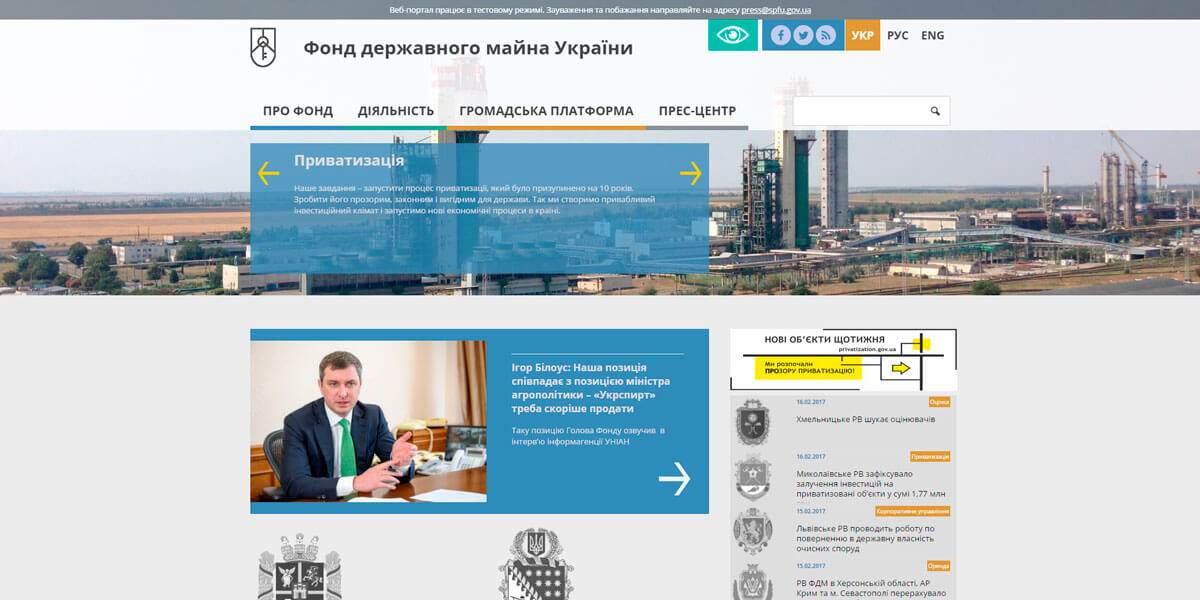 Веб-портал працює в тестовому режимі. Зауваження та побажання направляйте на адресу press@spfu.gov.ua
Фонд державного майна України
УКР РУС ENG
ПРО ФОНД ДІЯЛЬНІСТЬ ГРОМАДСЬКА ПЛАТФОРМА ПРЕС-ЦЕНТР
Приватизація
Наше завдання – запустити процес приватизації, який було призупинено на 10 років.
Зробити його прозорим, законним і вигідним для держави. Так ми створимо привабливий
інвестиційний клімат і запустимо нові економічні процеси в країні.
Ігор Білоус: Наша позиція
співпадає з позицією міністра
агрополітики – «Укрспирт»
треба скоріше продати
Таку позицію Голова Фонду озвучив в
інтерв'ю інформагенції УНІАН
НОВІ ОБ'ЄКТИ ЩОТИЖНЯ
privatization.gov.ua
Ми розпочали
ПРОЗОРУ ПРИВАТИЗАЦІЮ!
16.02.2017 Оцінка
Хмельницьке РВ шукає оцінювачів
16.02.2017 Приватизація
Миколаївське РВ зафіксувало
залучення інвестицій на
приватизовані об'єкти у сумі 1,77 млн
15.02.2017 Корпоративне управління
Львівське РВ проводить роботу по
поверненню в державну власність
очисних споруд
15.02.2017 Оренда
РВ ФДМ в Херсонській області, АР
Крим та м. Севастополі перерахувало